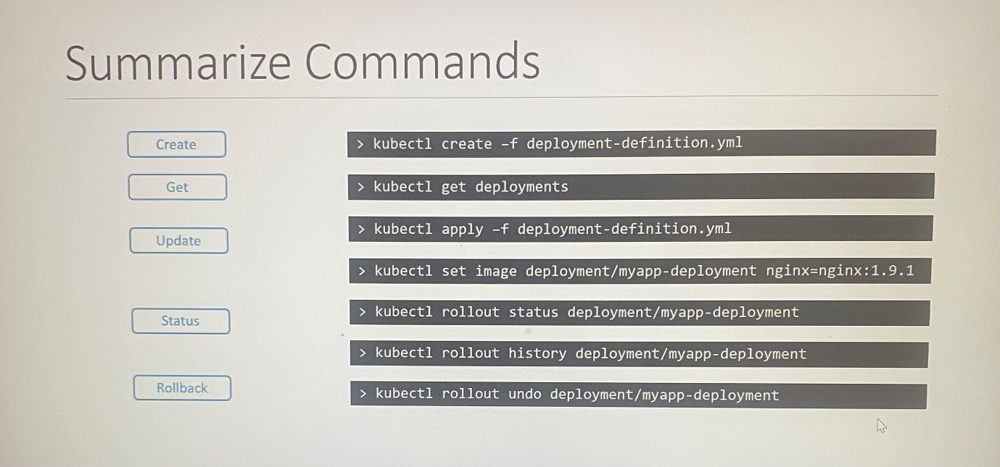 Summarize Commands
Create
> kubectl create –f deployment-definition.yml
Get
> kubectl get deployments
Update
> kubectl apply –f deployment-definition.yml
> kubectl set image deployment/myapp-deployment nginx=nginx:1.9.1
Status
> kubectl rollout status deployment/myapp-deployment
> kubectl rollout history deployment/myapp-deployment
Rollback
> kubectl rollout undo deployment/myapp-deployment